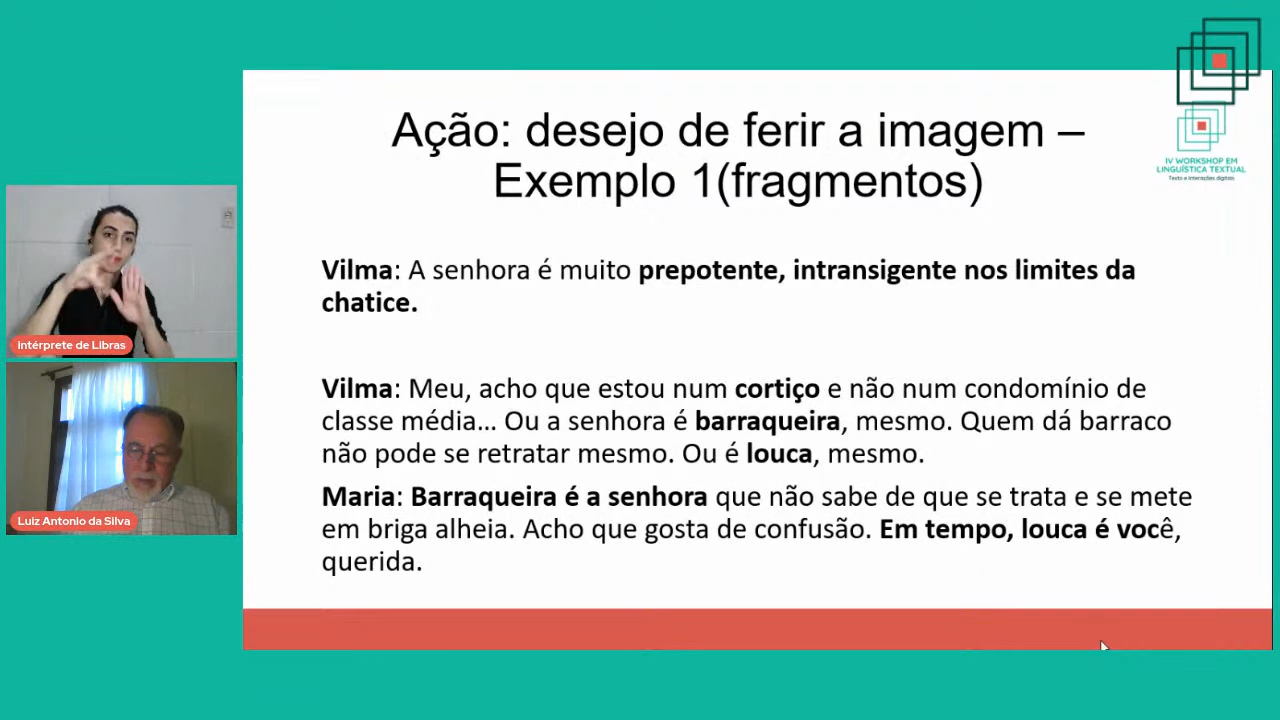 Ação: desejo de ferir a imagem –
Exemplo 1(fragmentos)
IV WORKSHOP EM
LINGUÍSTICA TEXTUAL
Texto e interações digitais
Vilma: A senhora é muito prepotente, intransigente nos limites da
chatice.
Vilma: Meu, acho que estou num cortiço e não num condomínio de
classe média... Ou a senhora é barraqueira, mesmo. Quem dá barraco
não pode se retratar mesmo. Ou é louca, mesmo.
Maria: Barraqueira é a senhora que não sabe de que se trata e se mete
em briga alheia. Acho que gosta de confusão. Em tempo, louca é você,
querida.
Intérprete de Libras
Luiz Antonio da Silva